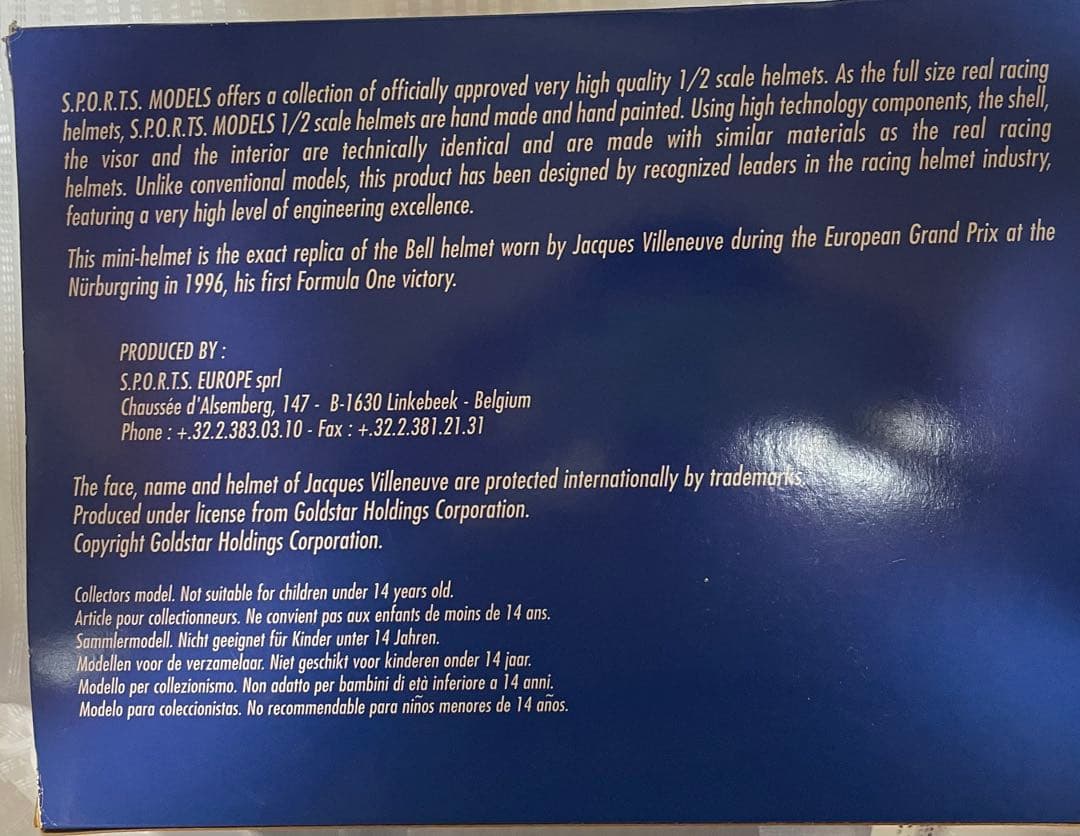 S.P.O.R.T.S. MODELS offers a collection of officially approved very high quality 1/2 scale helmets. As the full size real racing
helmets, S.P.O.R.TS. MODELS 1/2 scale helmets are hand made and hand painted. Using high technology components, the shell,
the visor and the interior are technically identical and are made with similar materials as the real racing
helmets. Unlike conventional models, this product has been designed by recognized leaders in the racing helmet industry,
featuring a very high level of engineering excellence.
This mini-helmet is the exact replica of the Bell helmet worn by Jacques Villeneuve during the European Grand Prix at the
Nürburgring in 1996, his first Formula One victory.
PRODUCED BY :
S.P.O.R.T.S. EUROPE sprl
Chaussée d'Alsemberg, 147 - B-1630 Linkebeek - Belgium
Phone : +.32.2.383.03.10 - Fax : +.32.2.381.21.31
The face, name and helmet of Jacques Villeneuve are protected internationally by trademarks.
Produced under license from Goldstar Holdings Corporation.
Copyright Goldstar Holdings Corporation.
Collectors model. Not suitable for children under 14 years old.
Article pour collectionneurs. Ne convient pas aux enfants de moins de 14 ans.
Sammlermodell. Nicht geeignet für Kinder unter 14 Jahren.
Modellen voor de verzamelaar. Niet geschikt voor kinderen onder 14 jaar.
Modello per collezionismo. Non adatto per bambini di età inferiore a 14 anni.
Modelo para coleccionistas. No recommendable para niños menores de 14 años.